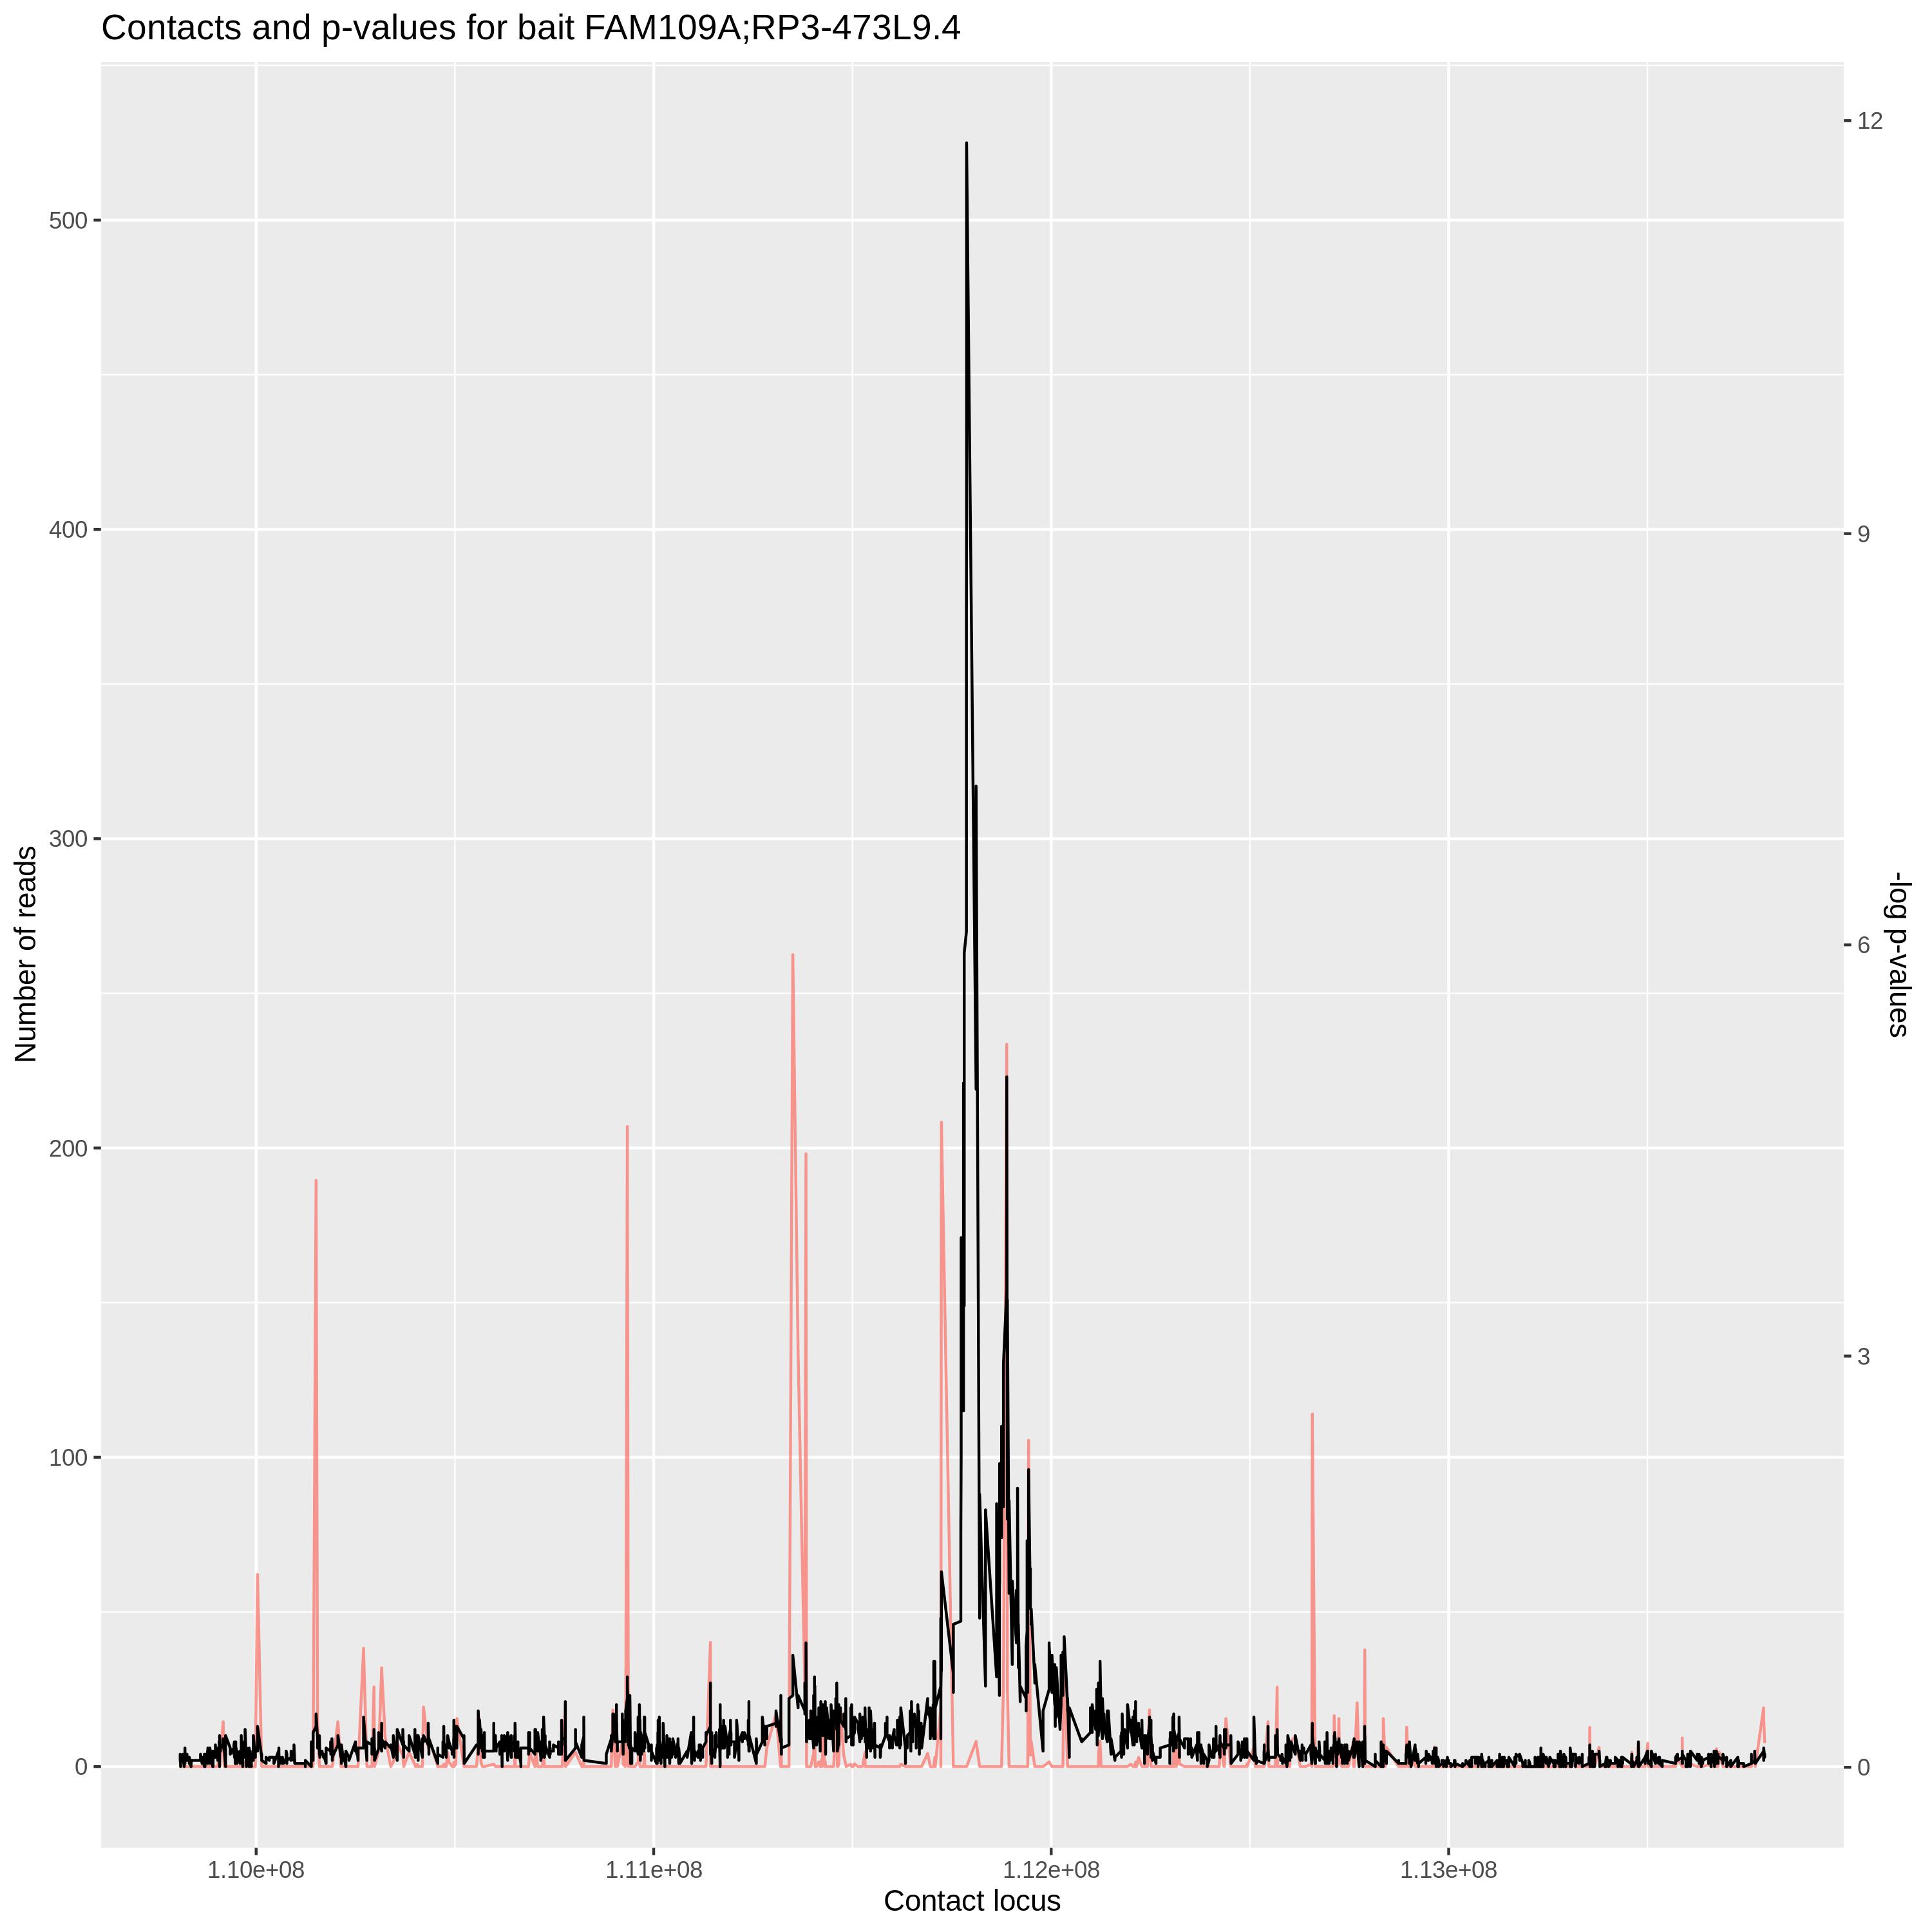 Contacts and p-values for bait FAM109A;RP3-473L9.4
Number of reads
500
400
300
200
100
0
12
9
6
3
0
-log p-values
1.10e+08
1.11e+08
1.12e+08
1.13e+08
Contact locus